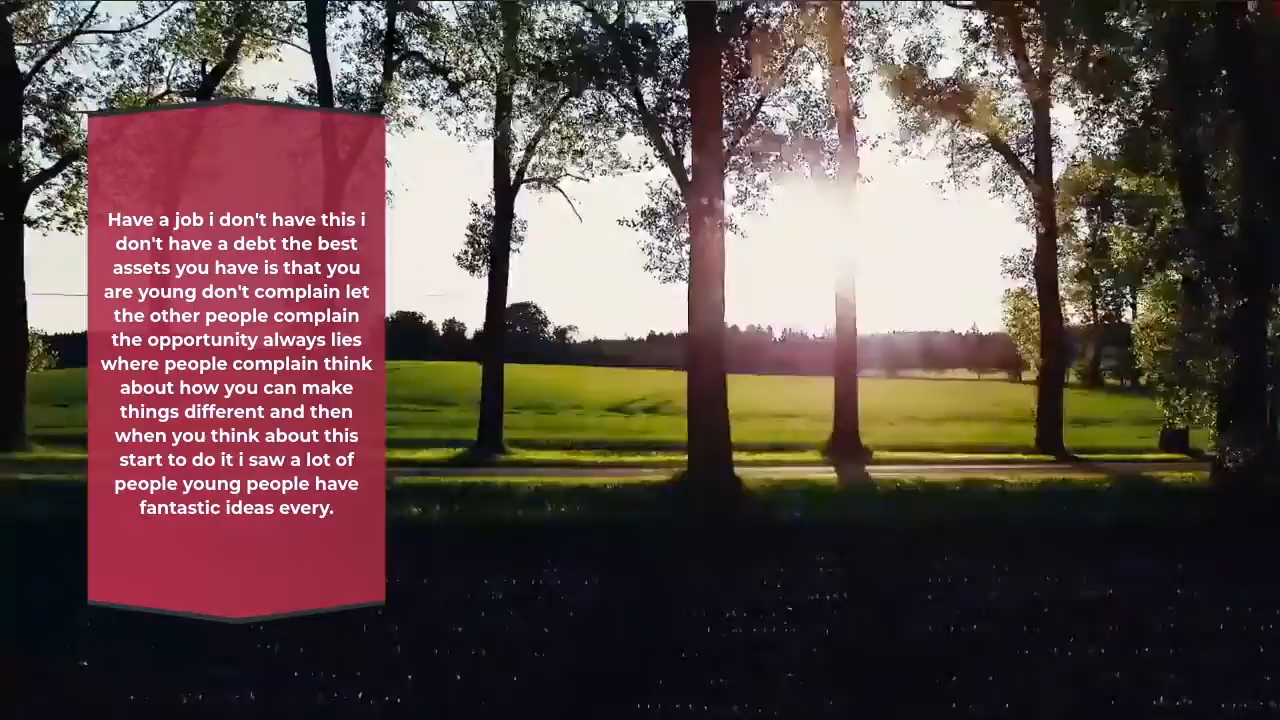 Have a job i don't have this i
don't have a debt the best
assets you have is that you
are young don't complain let
the other people complain
the opportunity always lies
where people complain think
about how you can make
things different and then
when you think about this
start to do it i saw a lot of
people young people have
fantastic ideas every.